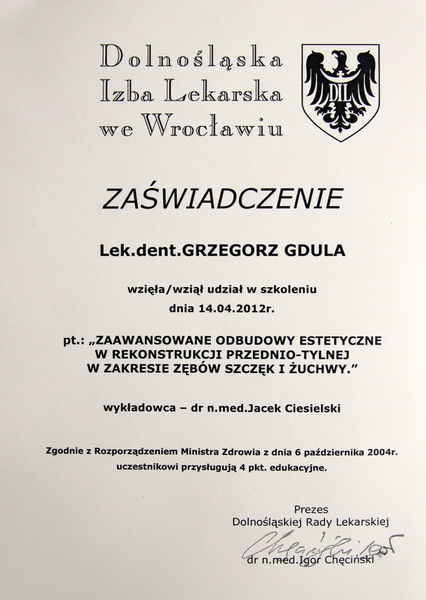 Dolnośląska
Izba Lekarska
we Wrocławiu
DIL
ZAŚWIADCZENIE
Lek.dent.GRZEGORZ GDULA
wzięła/wziął udział w szkoleniu
dnia 14.04.2012r.
pt.: „ZAAWANSOWANE ODBUDOWY ESTETYCZNE
W REKONSTRUKCJI PRZEDNIO-TYLNEJ
W ZAKRESIE ZĘBÓW SZCZĘK I ŻUCHWY.”
wykładowca – dr n.med.Jacek Ciesielski
Zgodnie z Rozporządzeniem Ministra Zdrowia z dnia 6 października 2004r.
uczestnikowi przysługują 4 pkt. edukacyjne.
Prezes
Dolnośląskiej Rady Lekarskiej
dr n.med.Igor Chęciński